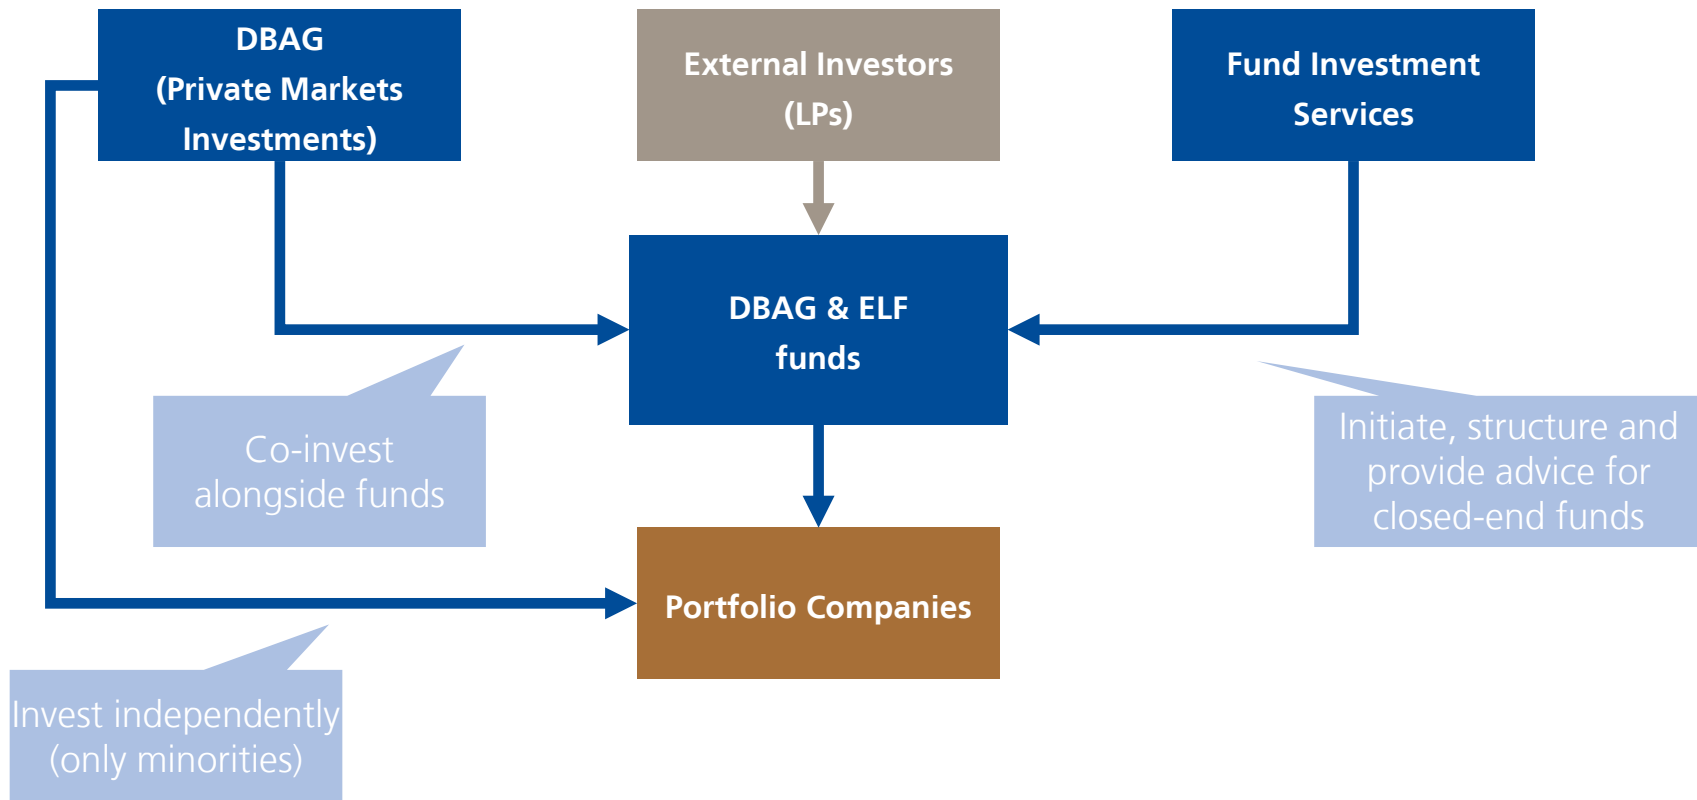 DBAG
(Private Markets
Investments)
External Investors
(LPs)
Fund Investment
Services
DBAG & ELF
funds
Co-invest
alongside funds
Initiate, structure and
provide advice for
closed-end funds
Portfolio Companies
Invest independently
(only minorities)